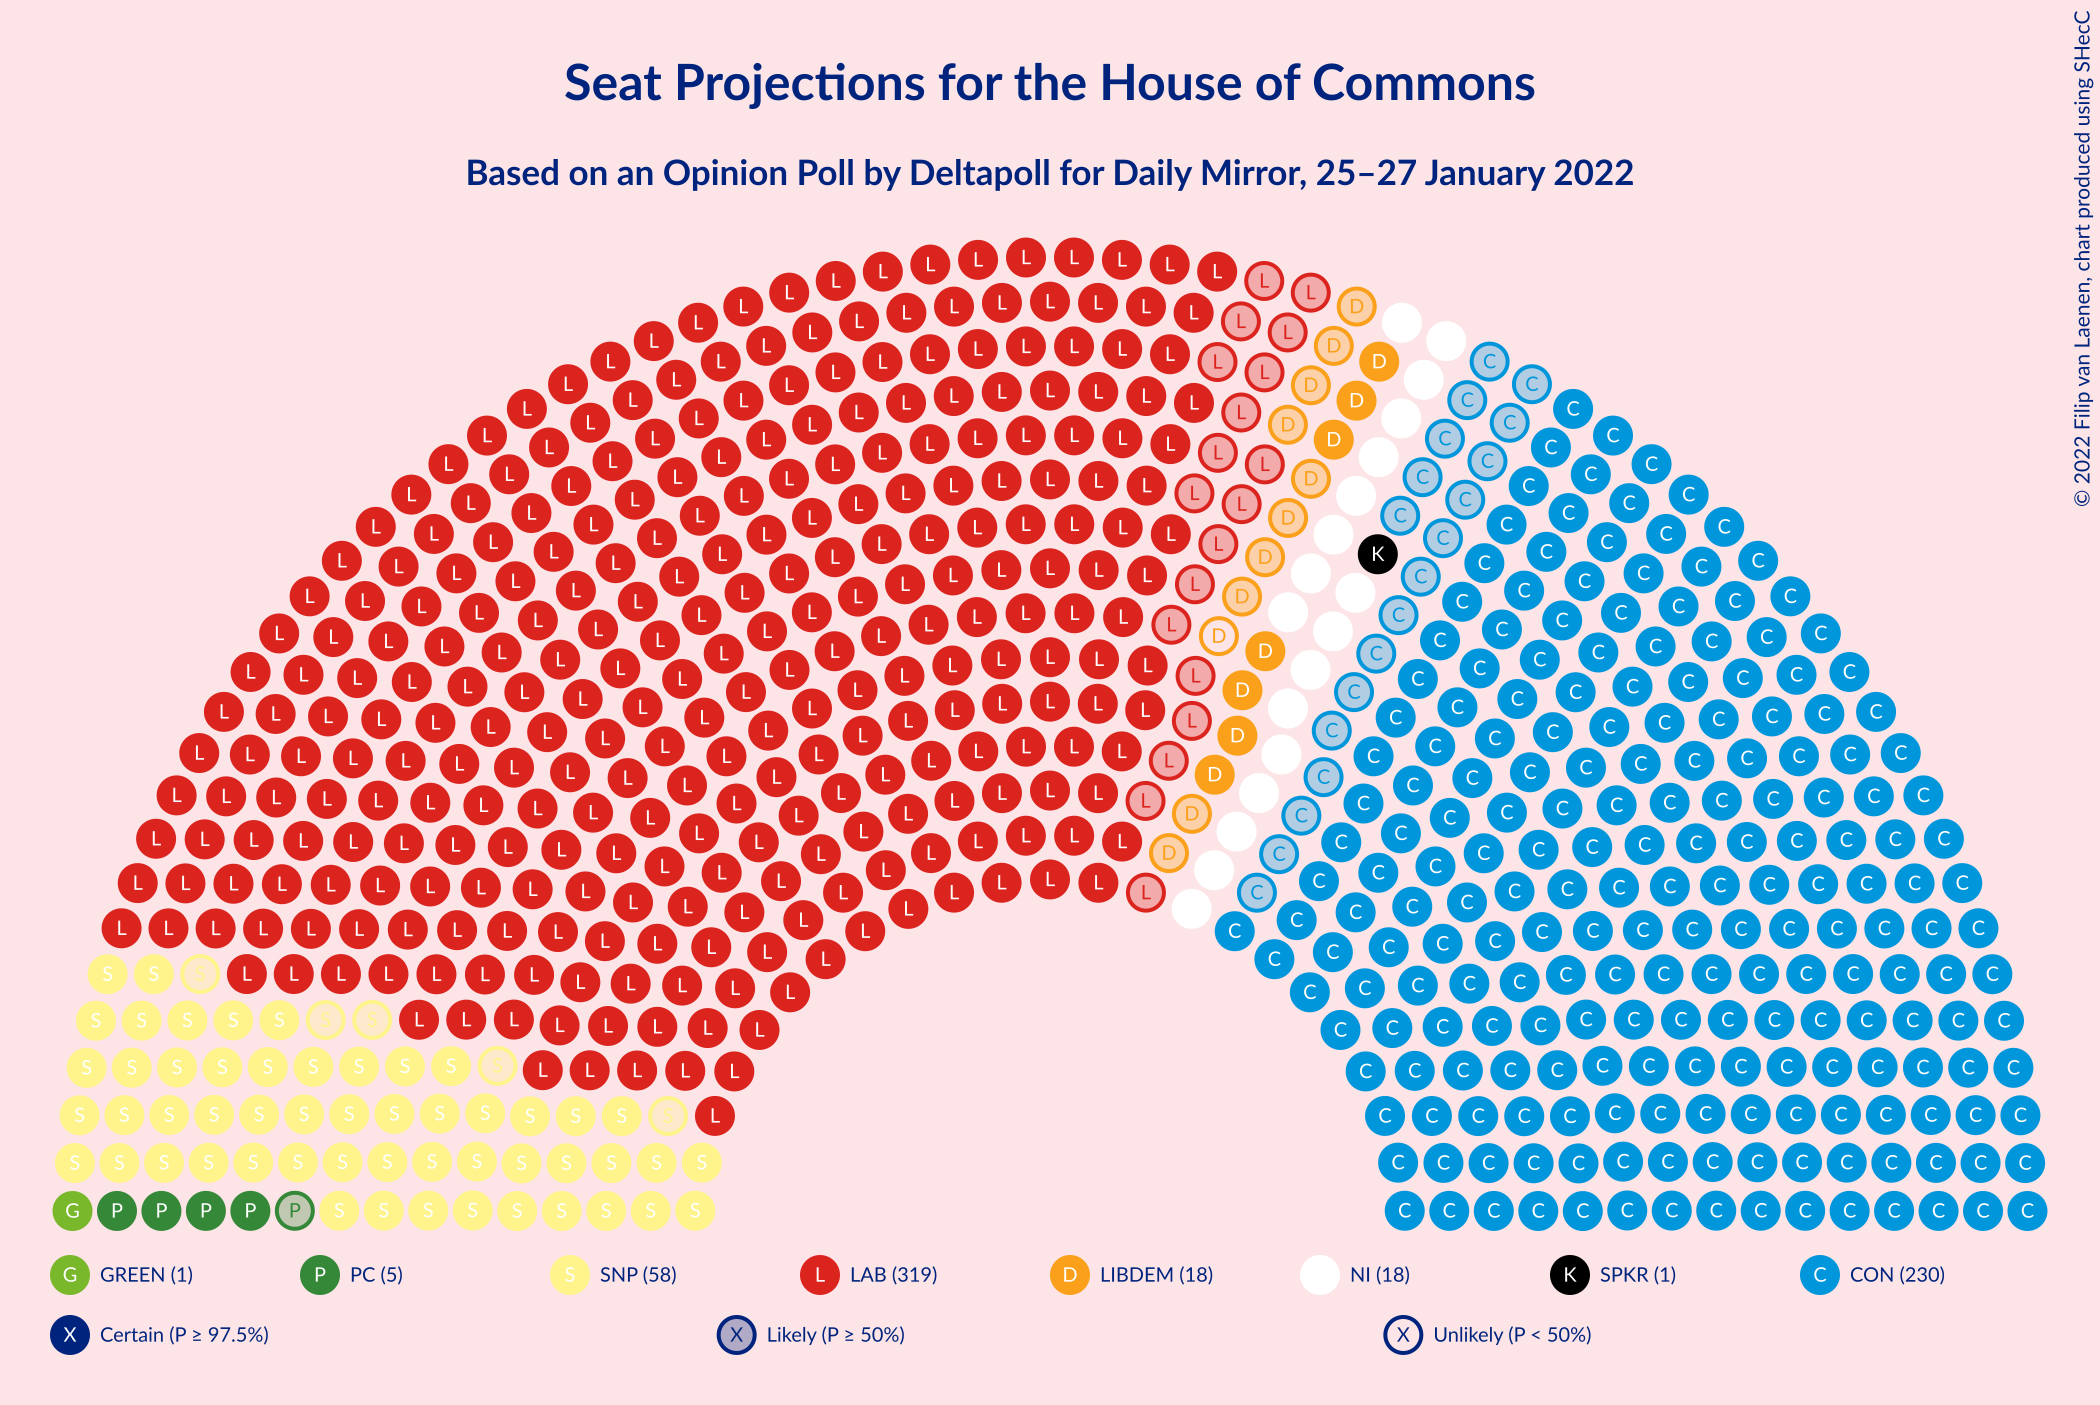 Seat Projections for the House of Commons
Based on an Opinion Poll by Deltapoll for Daily Mirror, 25–27 January 2022
© 2022 Filip van Laenen, chart produced using SHecC
G GREEN (1)
P PC (5)
S SNP (58)
L LAB (319)
D LIBDEM (18)
NI (18)
K SPKR (1)
C CON (230)
X Certain (P ≥ 97.5%)
X Likely (P ≥ 50%)
X Unlikely (P < 50%)